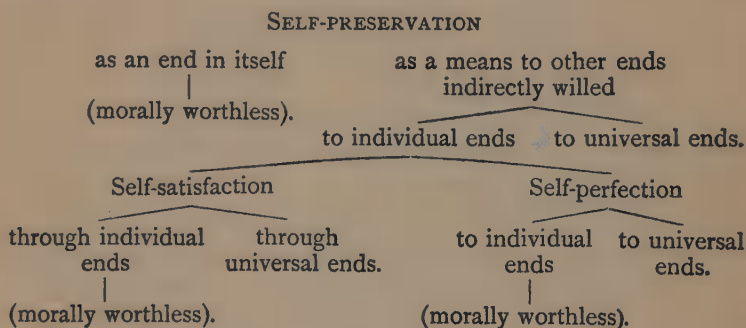 SELF-PRESERVATION
as an end in itself as a means to other ends
indirectly willed
(morally worthless).
to individual ends to universal ends.
Self-satisfaction Self-perfection
through individual through to individual to universal
ends universal ends. ends ends.
(morally worthless). (morally worthless).